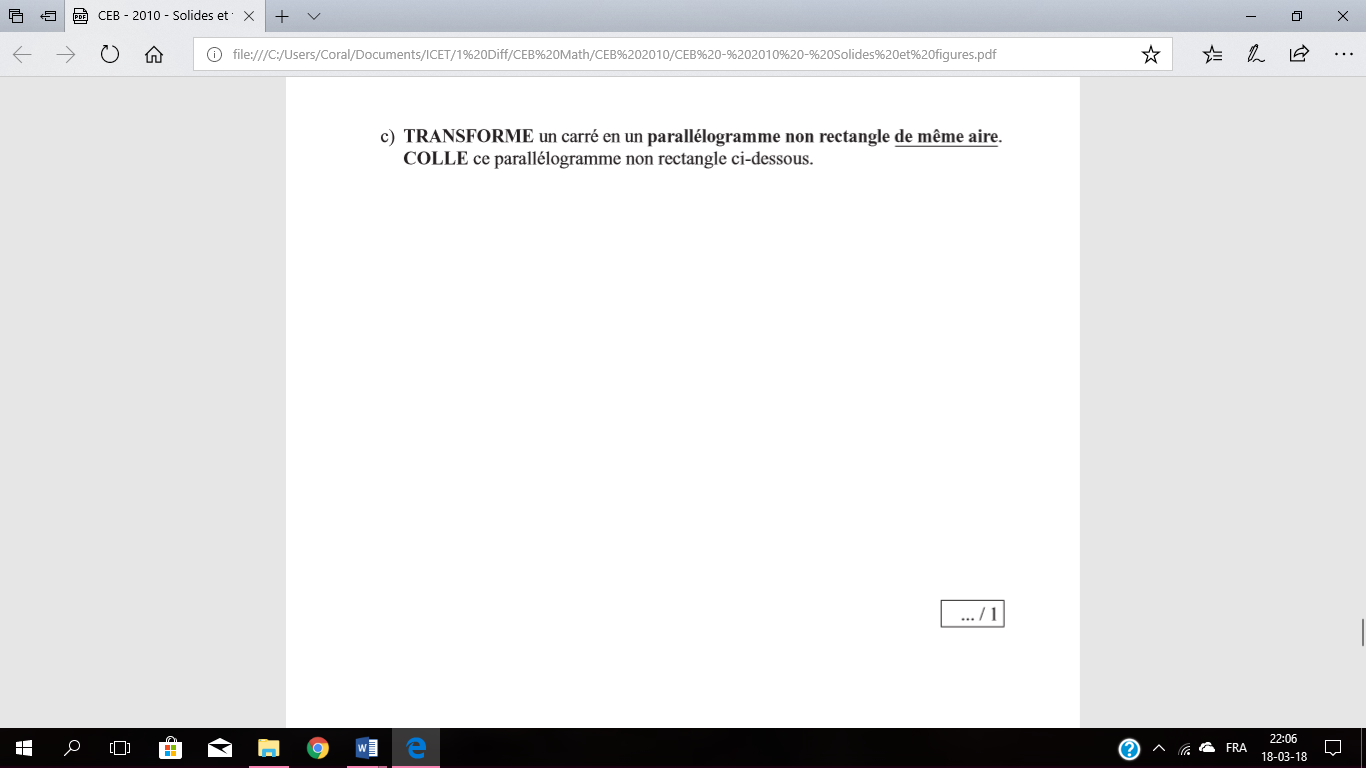 CEB - 2010 - Solides et
file:///C:/Users/Coral/Documents/ICET/1%20Diff/CEB%20Math/CEB%202010/CEB%20-%202010%20-%20Solides%20et%20figures.pdf
c) TRANSFORME un carré en un parallélogramme non rectangle de même aire.
COLLE ce parallélogramme non rectangle ci-dessous.
... / 1
FRA
22:06
18-03-18